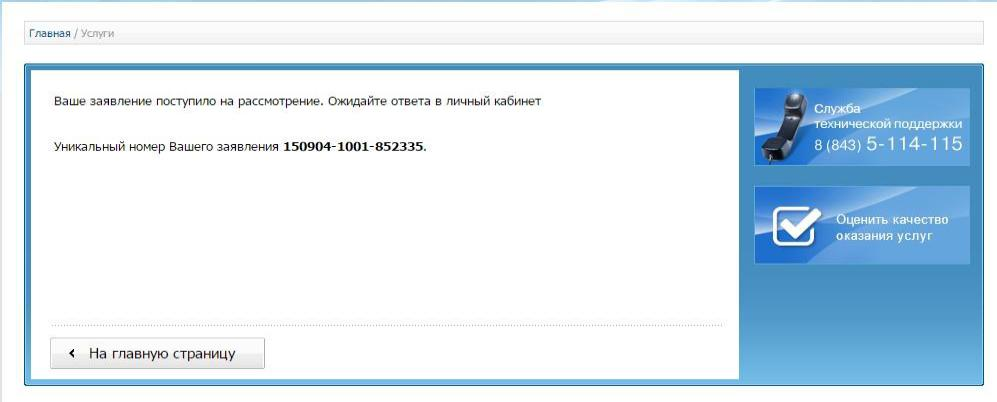 Главная / Услуги
Ваше заявление поступило на рассмотрение. Ожидайте ответа в личный кабинет
Уникальный номер Вашего заявления 150904-1001-852335.
На главную страницу
Служба
технической поддержки
8 (843) 5-114-115
Оценить качество
оказания услуг